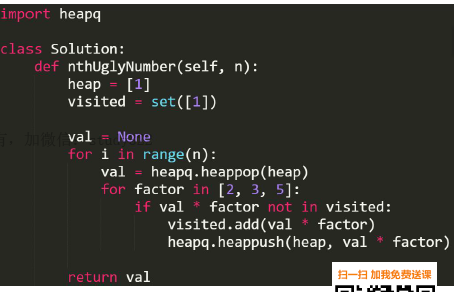 import heapq
class Solution:
    def nthUglyNumber(self, n):
        heap = [1]
        visited = set([1])
        val = None
        for i in range(n):
            val = heapq.heappop(heap)
            for factor in [2, 3, 5]:
                if val * factor not in visited:
                    visited.add(val * factor)
                    heapq.heappush(heap, val * factor)
        return val
扫一扫 加我免费送课